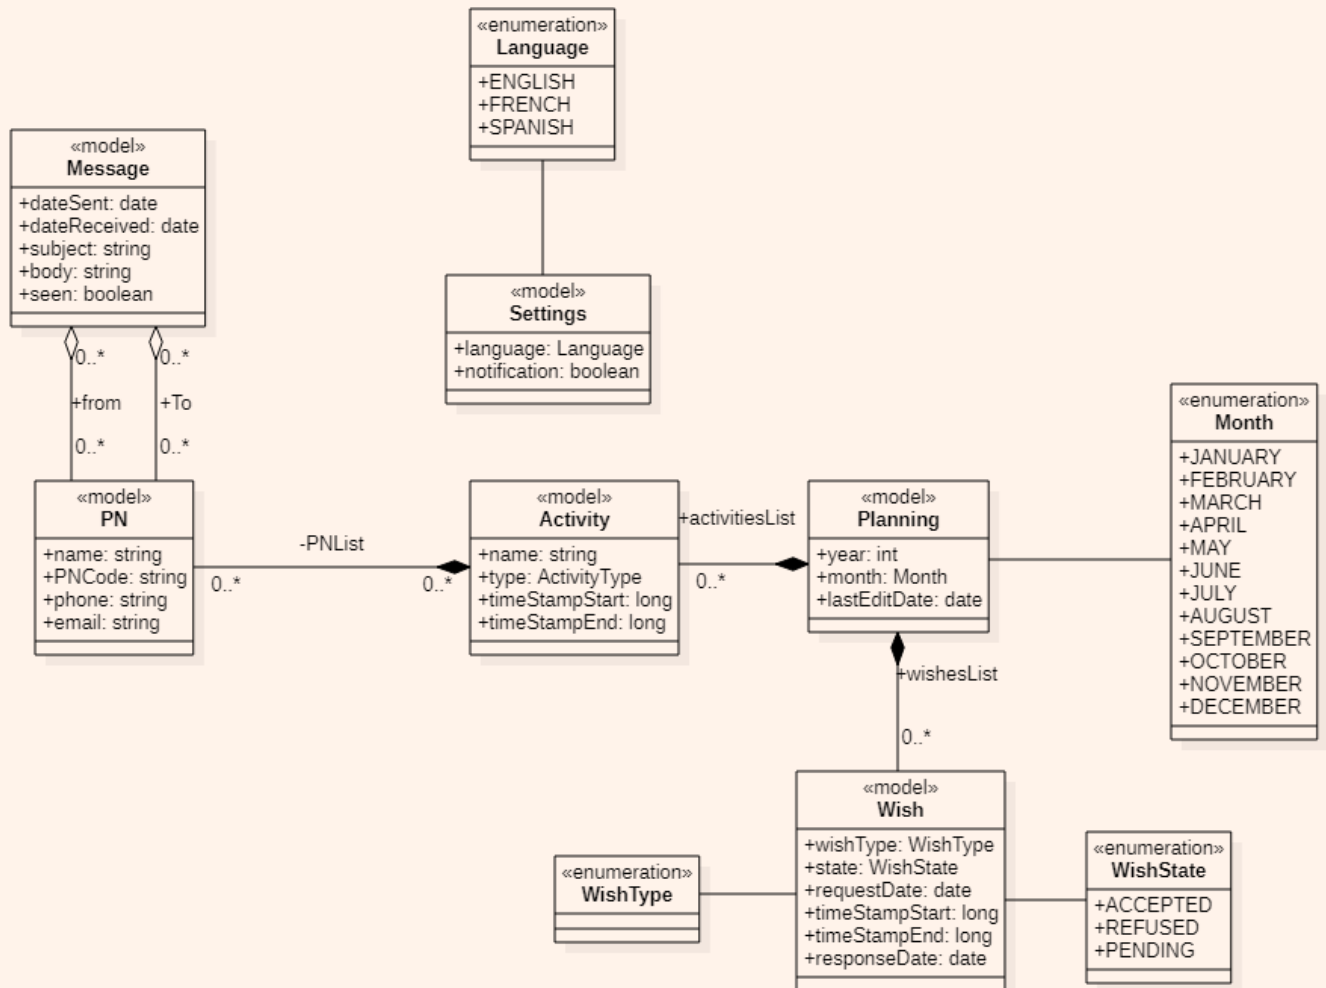 «enumeration»
Language
+ENGLISH
+FRENCH
+SPANISH
«model»
Message
+dateSent: date
+dateReceived: date
+subject: string
+body: string
+seen: boolean
«model»
Settings
+language: Language
+notification: boolean
0..*
0..*
+from
+To
0..*
0..*
«enumeration»
Month
+JANUARY
+FEBRUARY
+MARCH
+APRIL
+MAY
+JUNE
+JULY
+AUGUST
+SEPTEMBER
+OCTOBER
+NOVEMBER
+DECEMBER
«model»
PN
+name: string
+PNCode: string
+phone: string
+email: string
-PNList
0..*
0..*
«model»
Activity
+name: string
+type: ActivityType
+timeStampStart: long
+timeStampEnd: long
+activitiesList
0..*
«model»
Planning
+year: int
+month: Month
+lastEditDate: date
+wishesList
0..*
«model»
Wish
+wishType: WishType
+state: WishState
+requestDate: date
+timeStampStart: long
+timeStampEnd: long
+responseDate: date
«enumeration»
WishType
«enumeration»
WishState
+ACCEPTED
+REFUSED
+PENDING